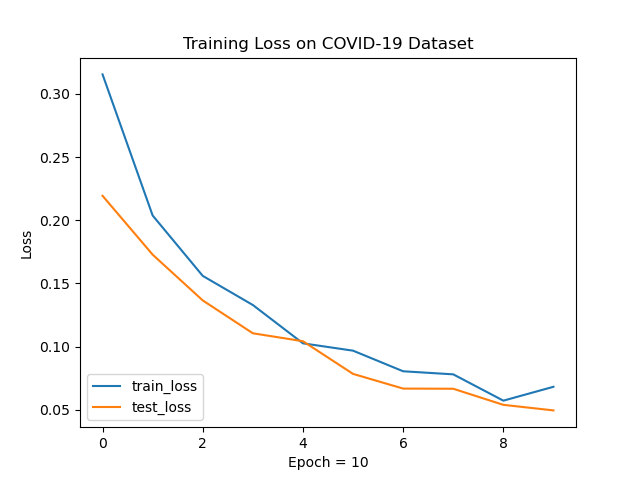 Training Loss on COVID-19 Dataset
0.30
0.25
0.20
0.15
0.10
0.05
Loss
train_loss
test_loss
0 2 4 6 8
Epoch = 10